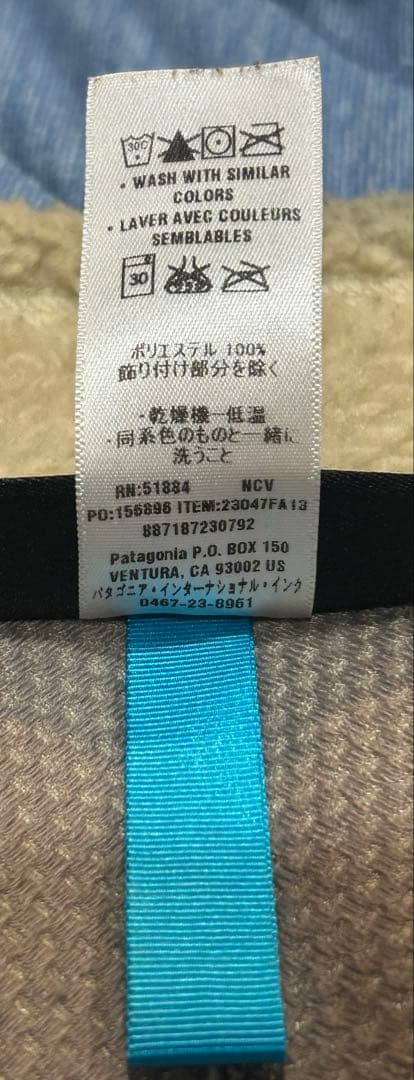 30C
• WASH WITH SIMILAR
COLORS
• LAVER AVEC COULEURS
SEMBLABLES
30
ポリエステル 100%
飾り付け部分を除く
・乾燥機ー低温
・同系色のものと一緒に
洗うこと
RN:51884 NCV
PO:156896 ITEM:23047FA13
887187230792
Patagonia P.O. BOX 150
VENTURA, CA 93002 US
パタゴニア・インターナショナル・インク
0467-23-8961